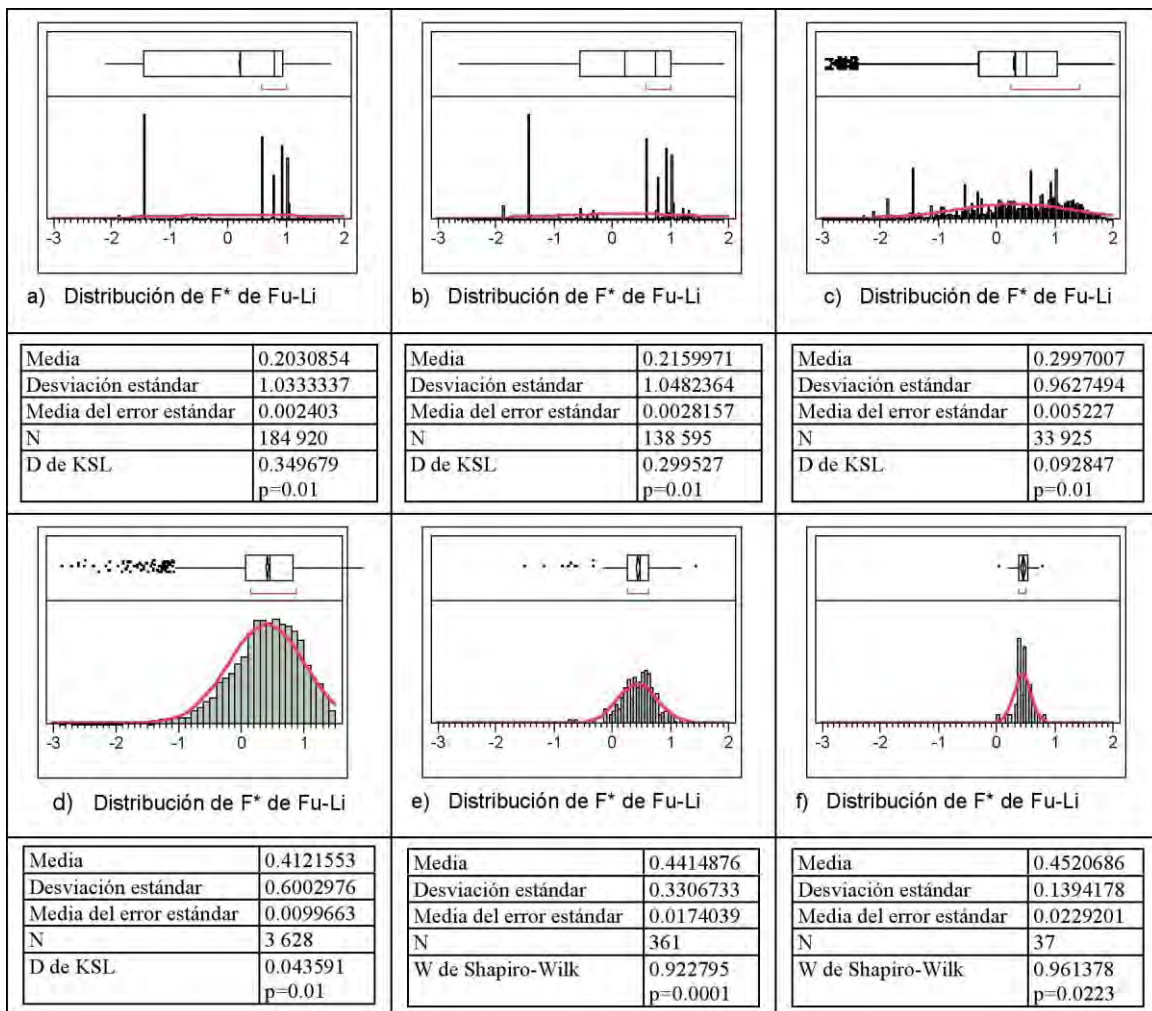 -3 -2 -1 0 1 2
a) Distribución de F* de Fu-Li
-3 -2 -1 0 1 2
b) Distribución de F* de Fu-Li
-3 -2 -1 0 1 2
c) Distribución de F* de Fu-Li
Media 0.2030854
Desviación estándar 1.0333337
Media del error estándar 0.002403
N 184 920
D de KSL 0.349679
p=0.01
Media 0.2159971
Desviación estándar 1.0482364
Media del error estándar 0.0028157
N 138 595
D de KSL 0.299527
p=0.01
Media 0.2997007
Desviación estándar 0.9627494
Media del error estándar 0.005227
N 33 925
D de KSL 0.092847
p=0.01
-3 -2 -1 0 1
d) Distribución de F* de Fu-Li
-3 -2 -1 0 1 2
e) Distribución de F* de Fu-Li
-3 -2 -1 0 1 2
f) Distribución de F* de Fu-Li
Media 0.4121553
Desviación estándar 0.6002976
Media del error estándar 0.0099663
N 3 628
D de KSL 0.043591
p=0.01
Media 0.4414876
Desviación estándar 0.3306733
Media del error estándar 0.0174039
N 361
W de Shapiro-Wilk 0.922795
p=0.0001
Media 0.4520686
Desviación estándar 0.1394178
Media del error estándar 0.0229201
N 37
W de Shapiro-Wilk 0.961378
p=0.0223